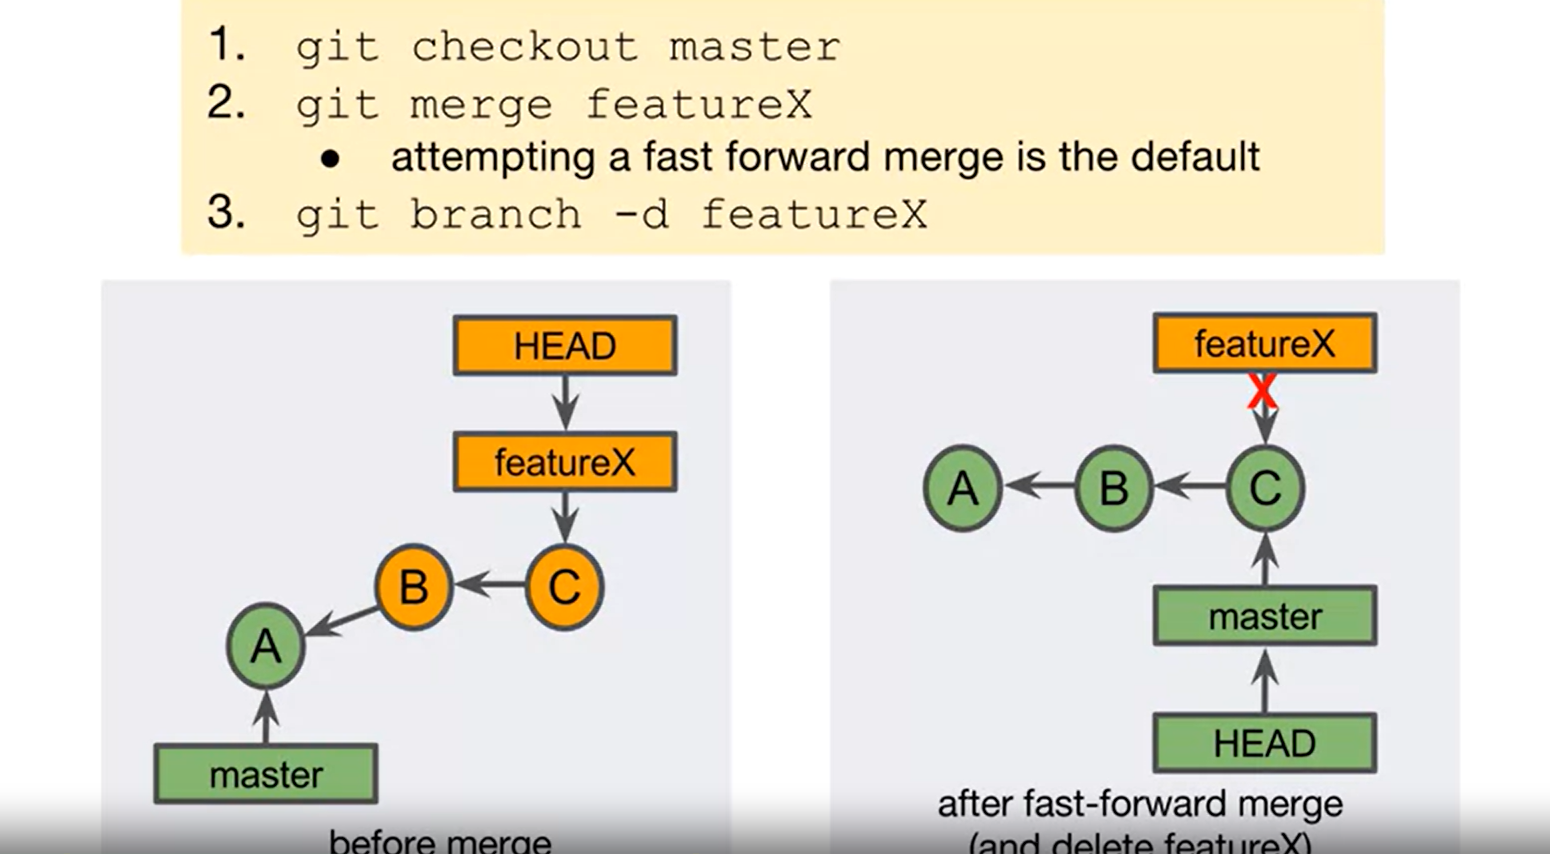 1. git checkout master
2. git merge featureX
● attempting a fast forward merge is the default
3. git branch -d featureX
HEAD
featureX
B
C
A
master
before merge
featureX
X
A
B
C
master
HEAD
after fast-forward merge
(and delete featureX)